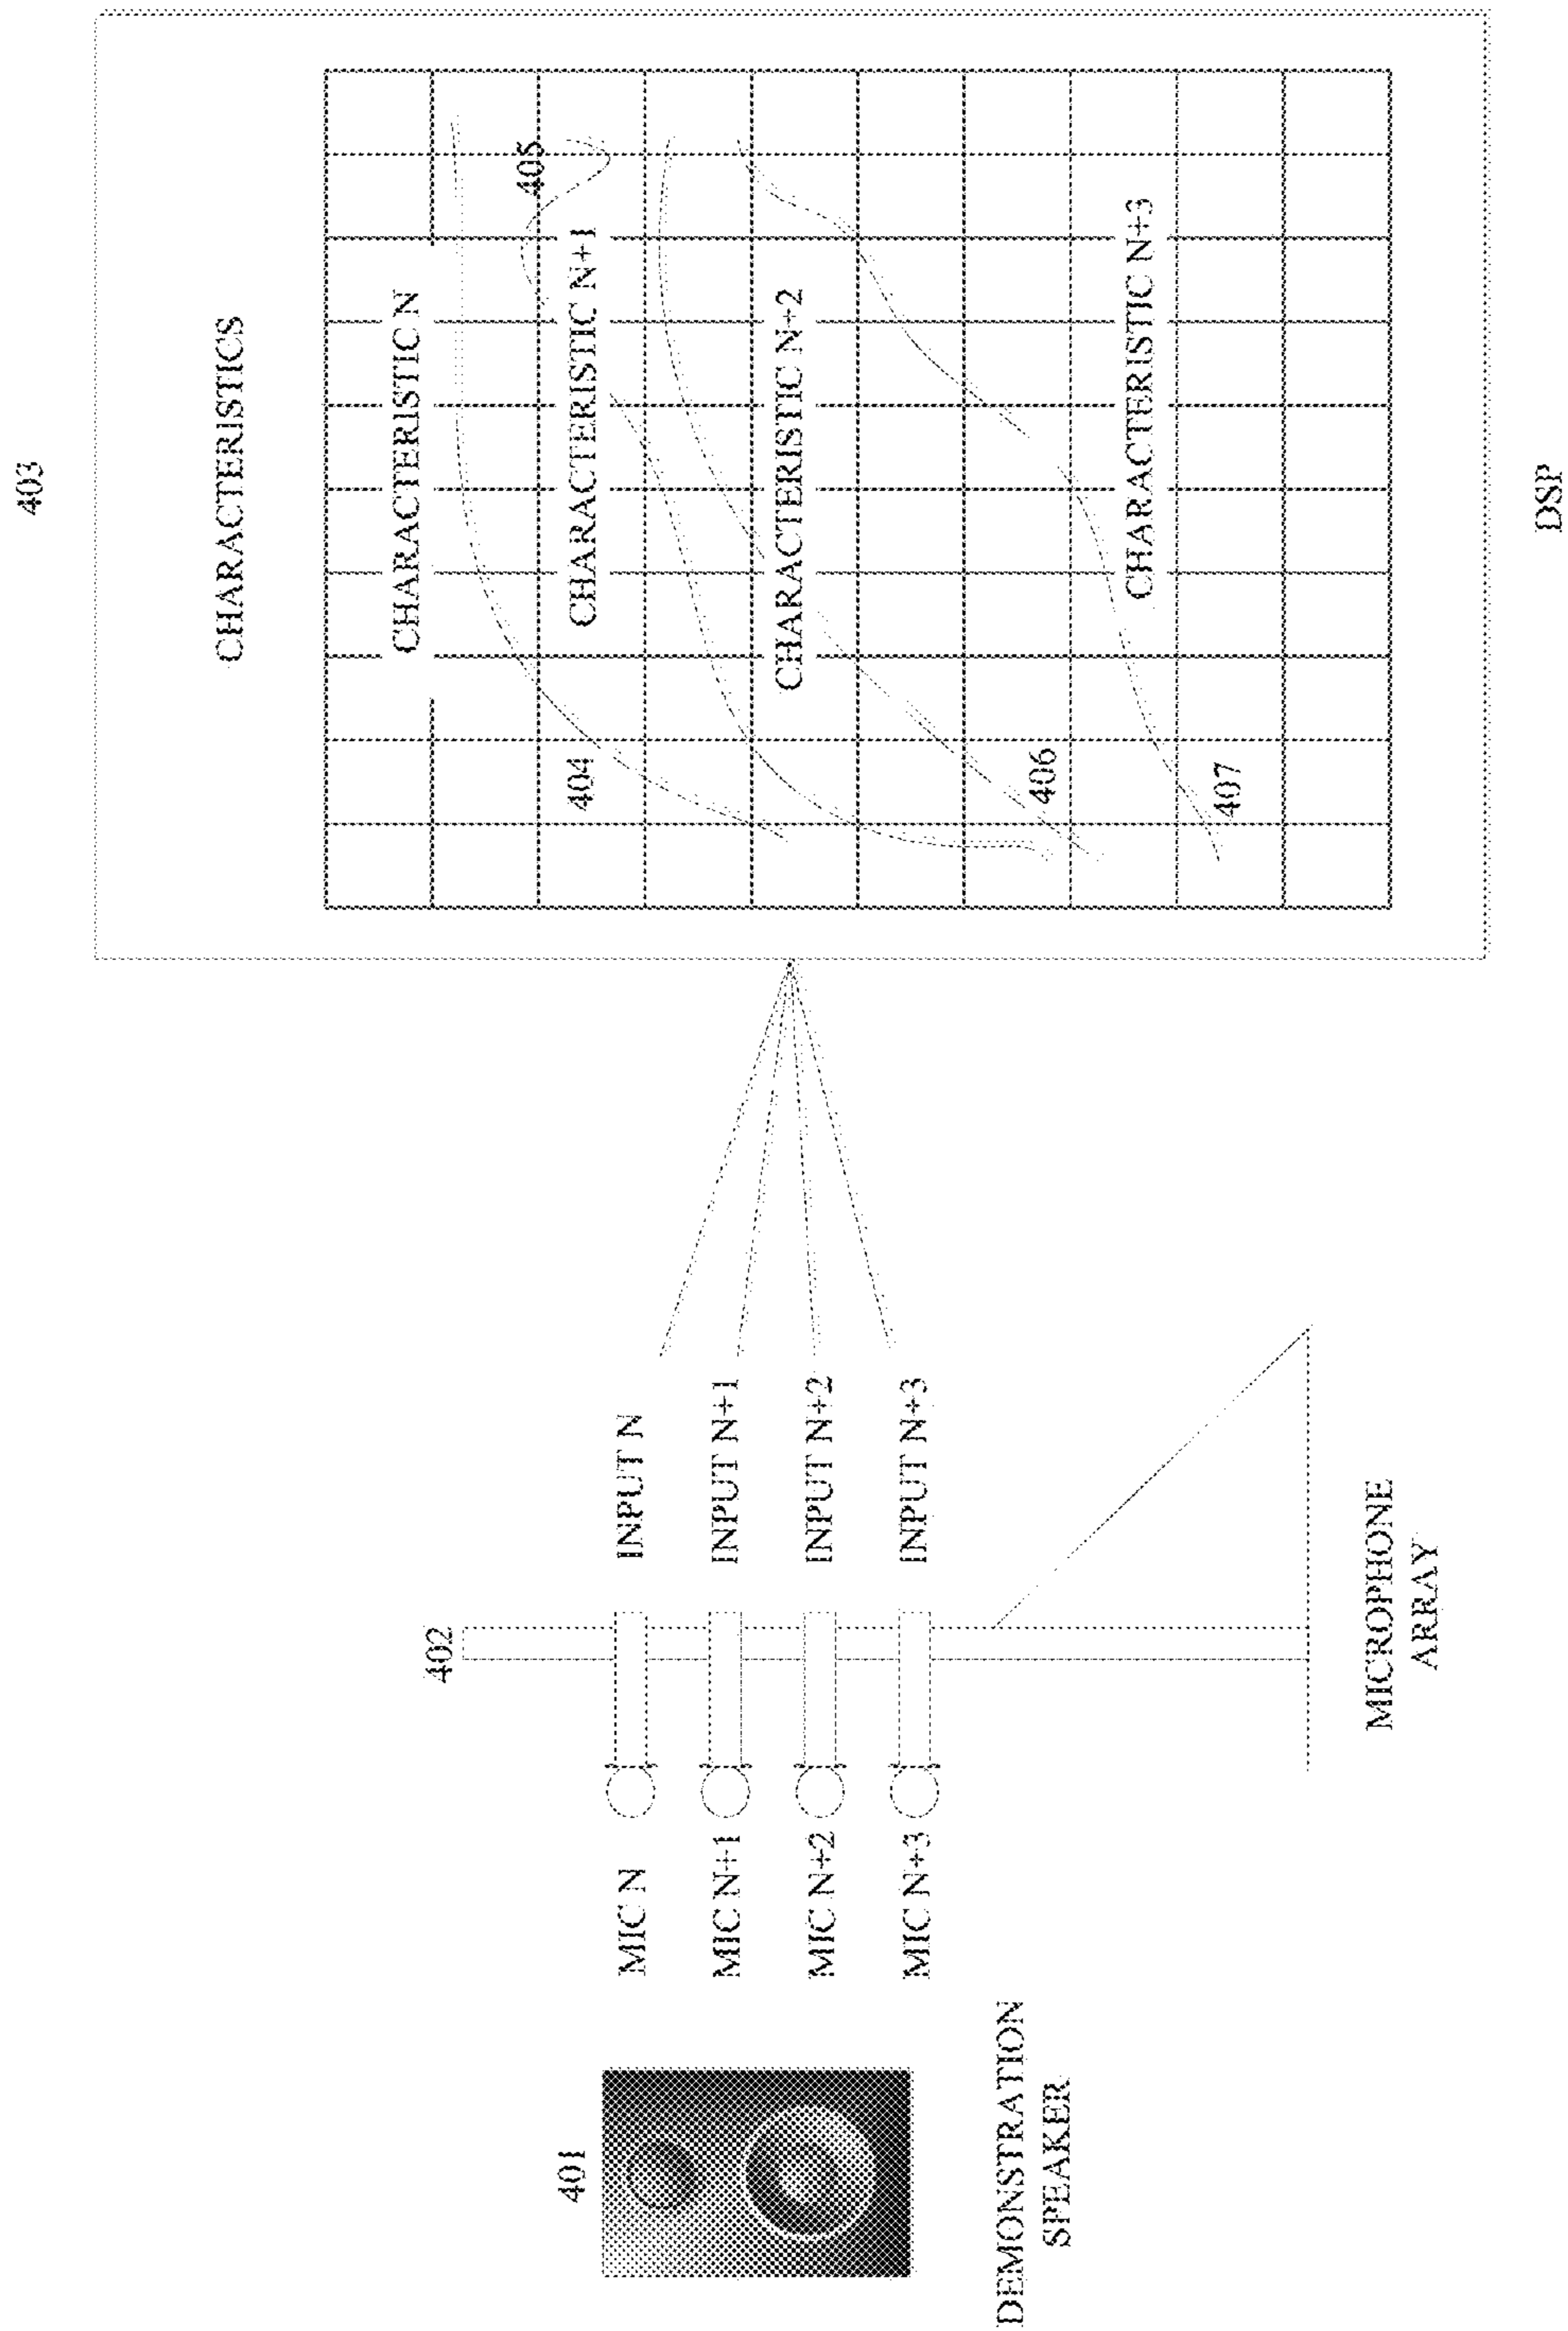 403
CHARACTERISTICS
CHARACTERISTIC N
405
CHARACTERISTIC N+1
404
CHARACTERISTIC N+2
406
CHARACTERISTIC N+3
407
DSP
402
INPUT N
INPUT N+1
INPUT N+2
INPUT N+3
MIC N
MIC N+1
MIC N+2
MIC N+3
MICROPHONE
ARRAY
401
DEMONSTRATION
SPEAKER